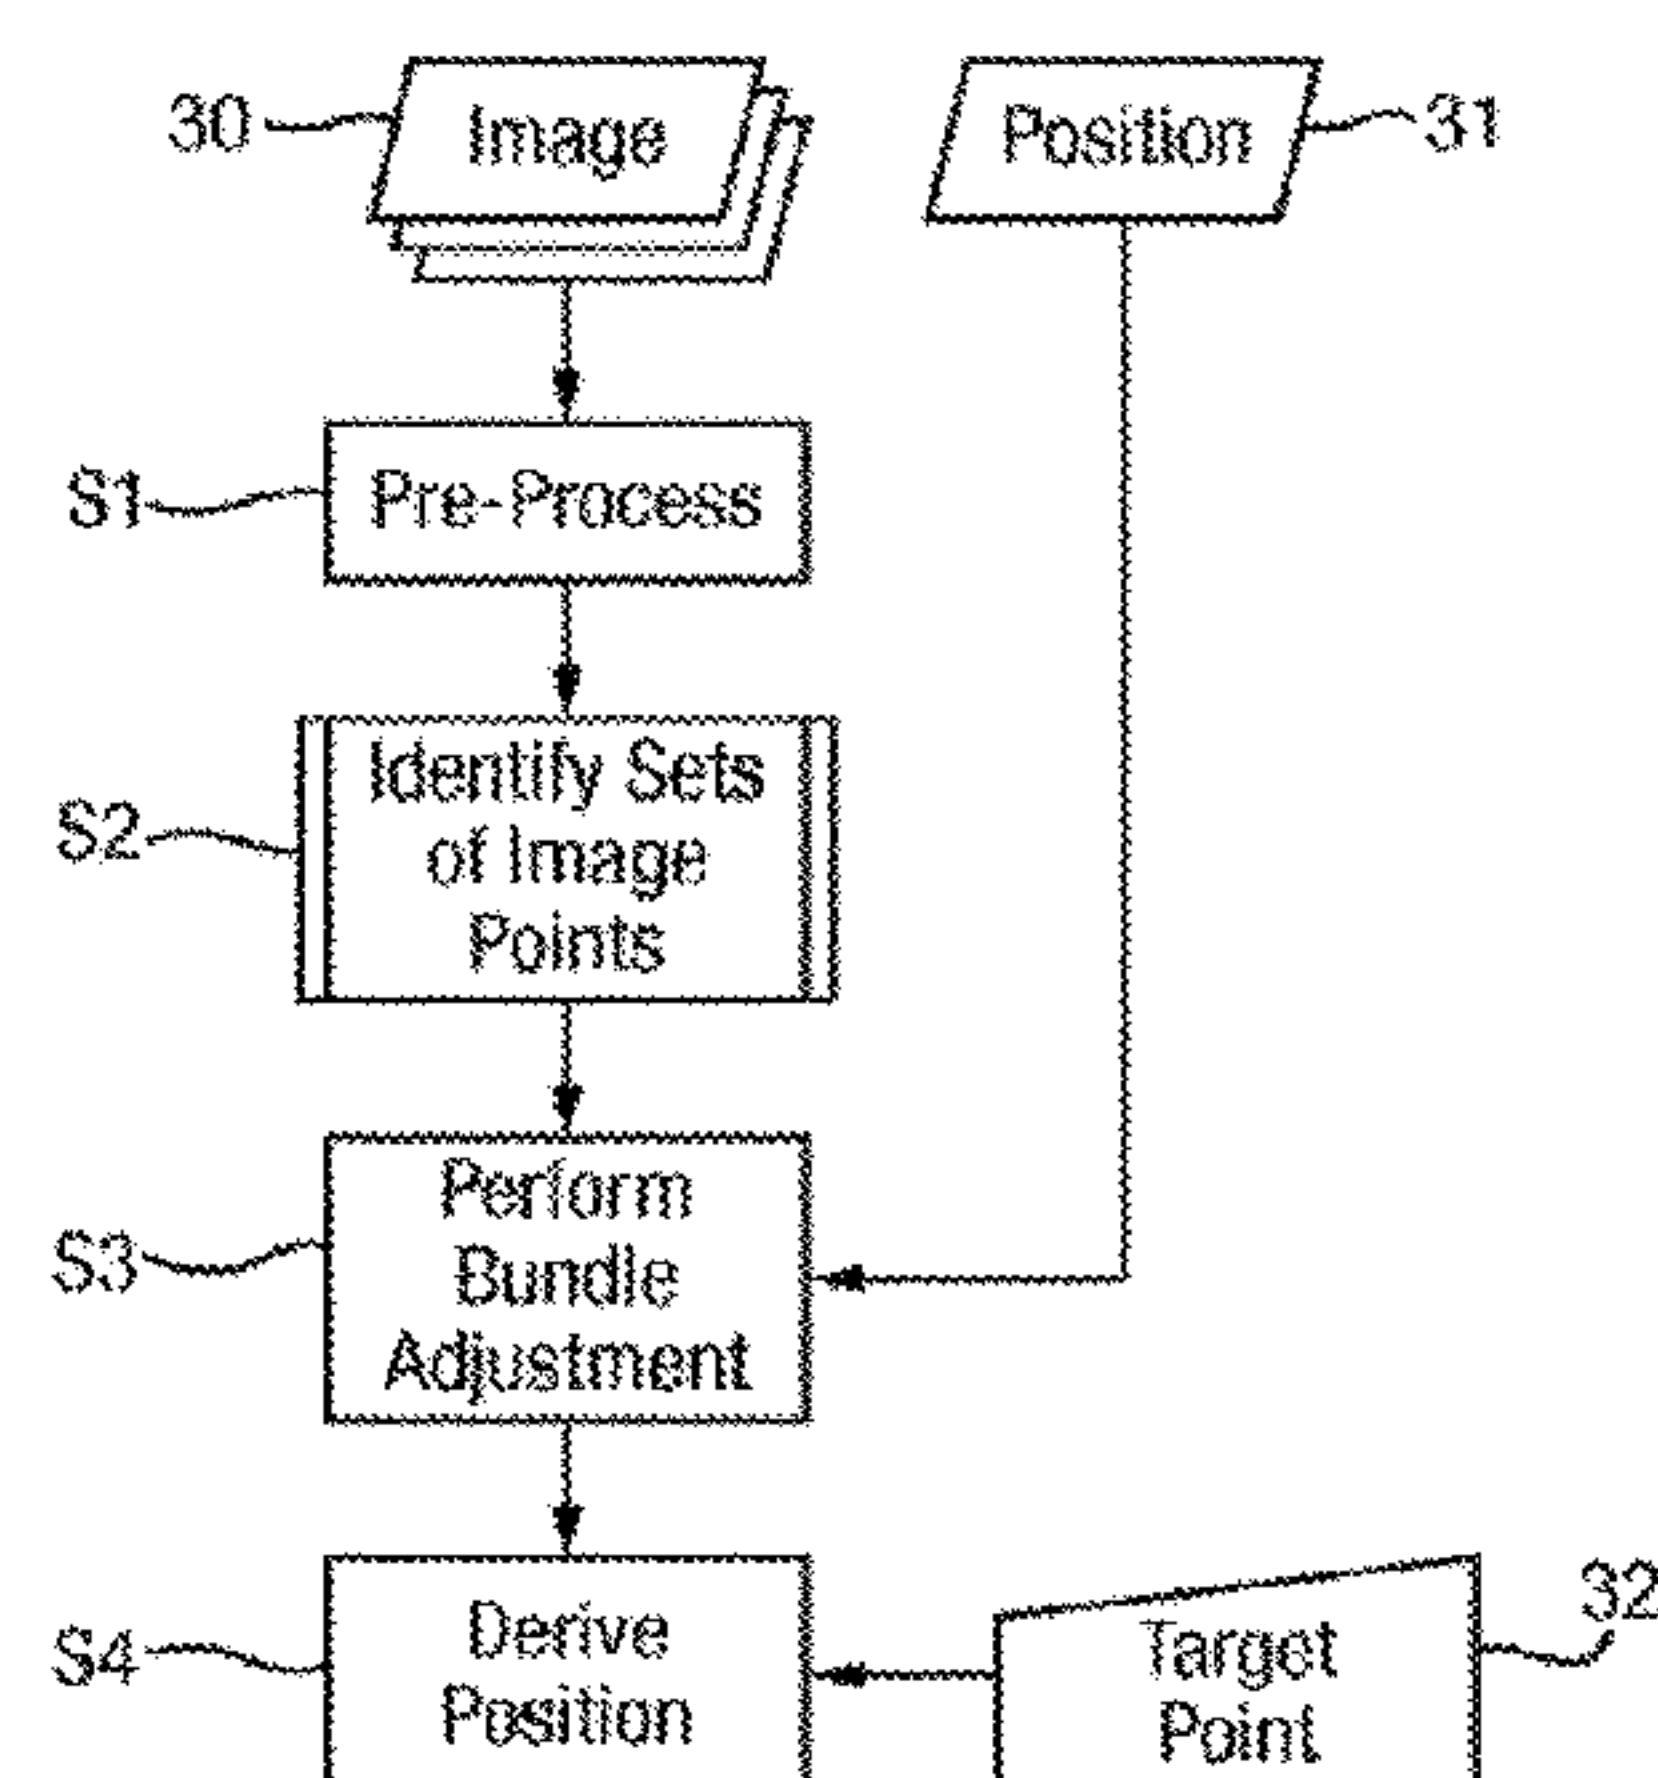 30
Image
Position
31
S1
Pre-Process
S2
Identify Sets
of Image
Points
S3
Perform
Bundle
Adjustment
S4
Derive
Position
Target
Point
32